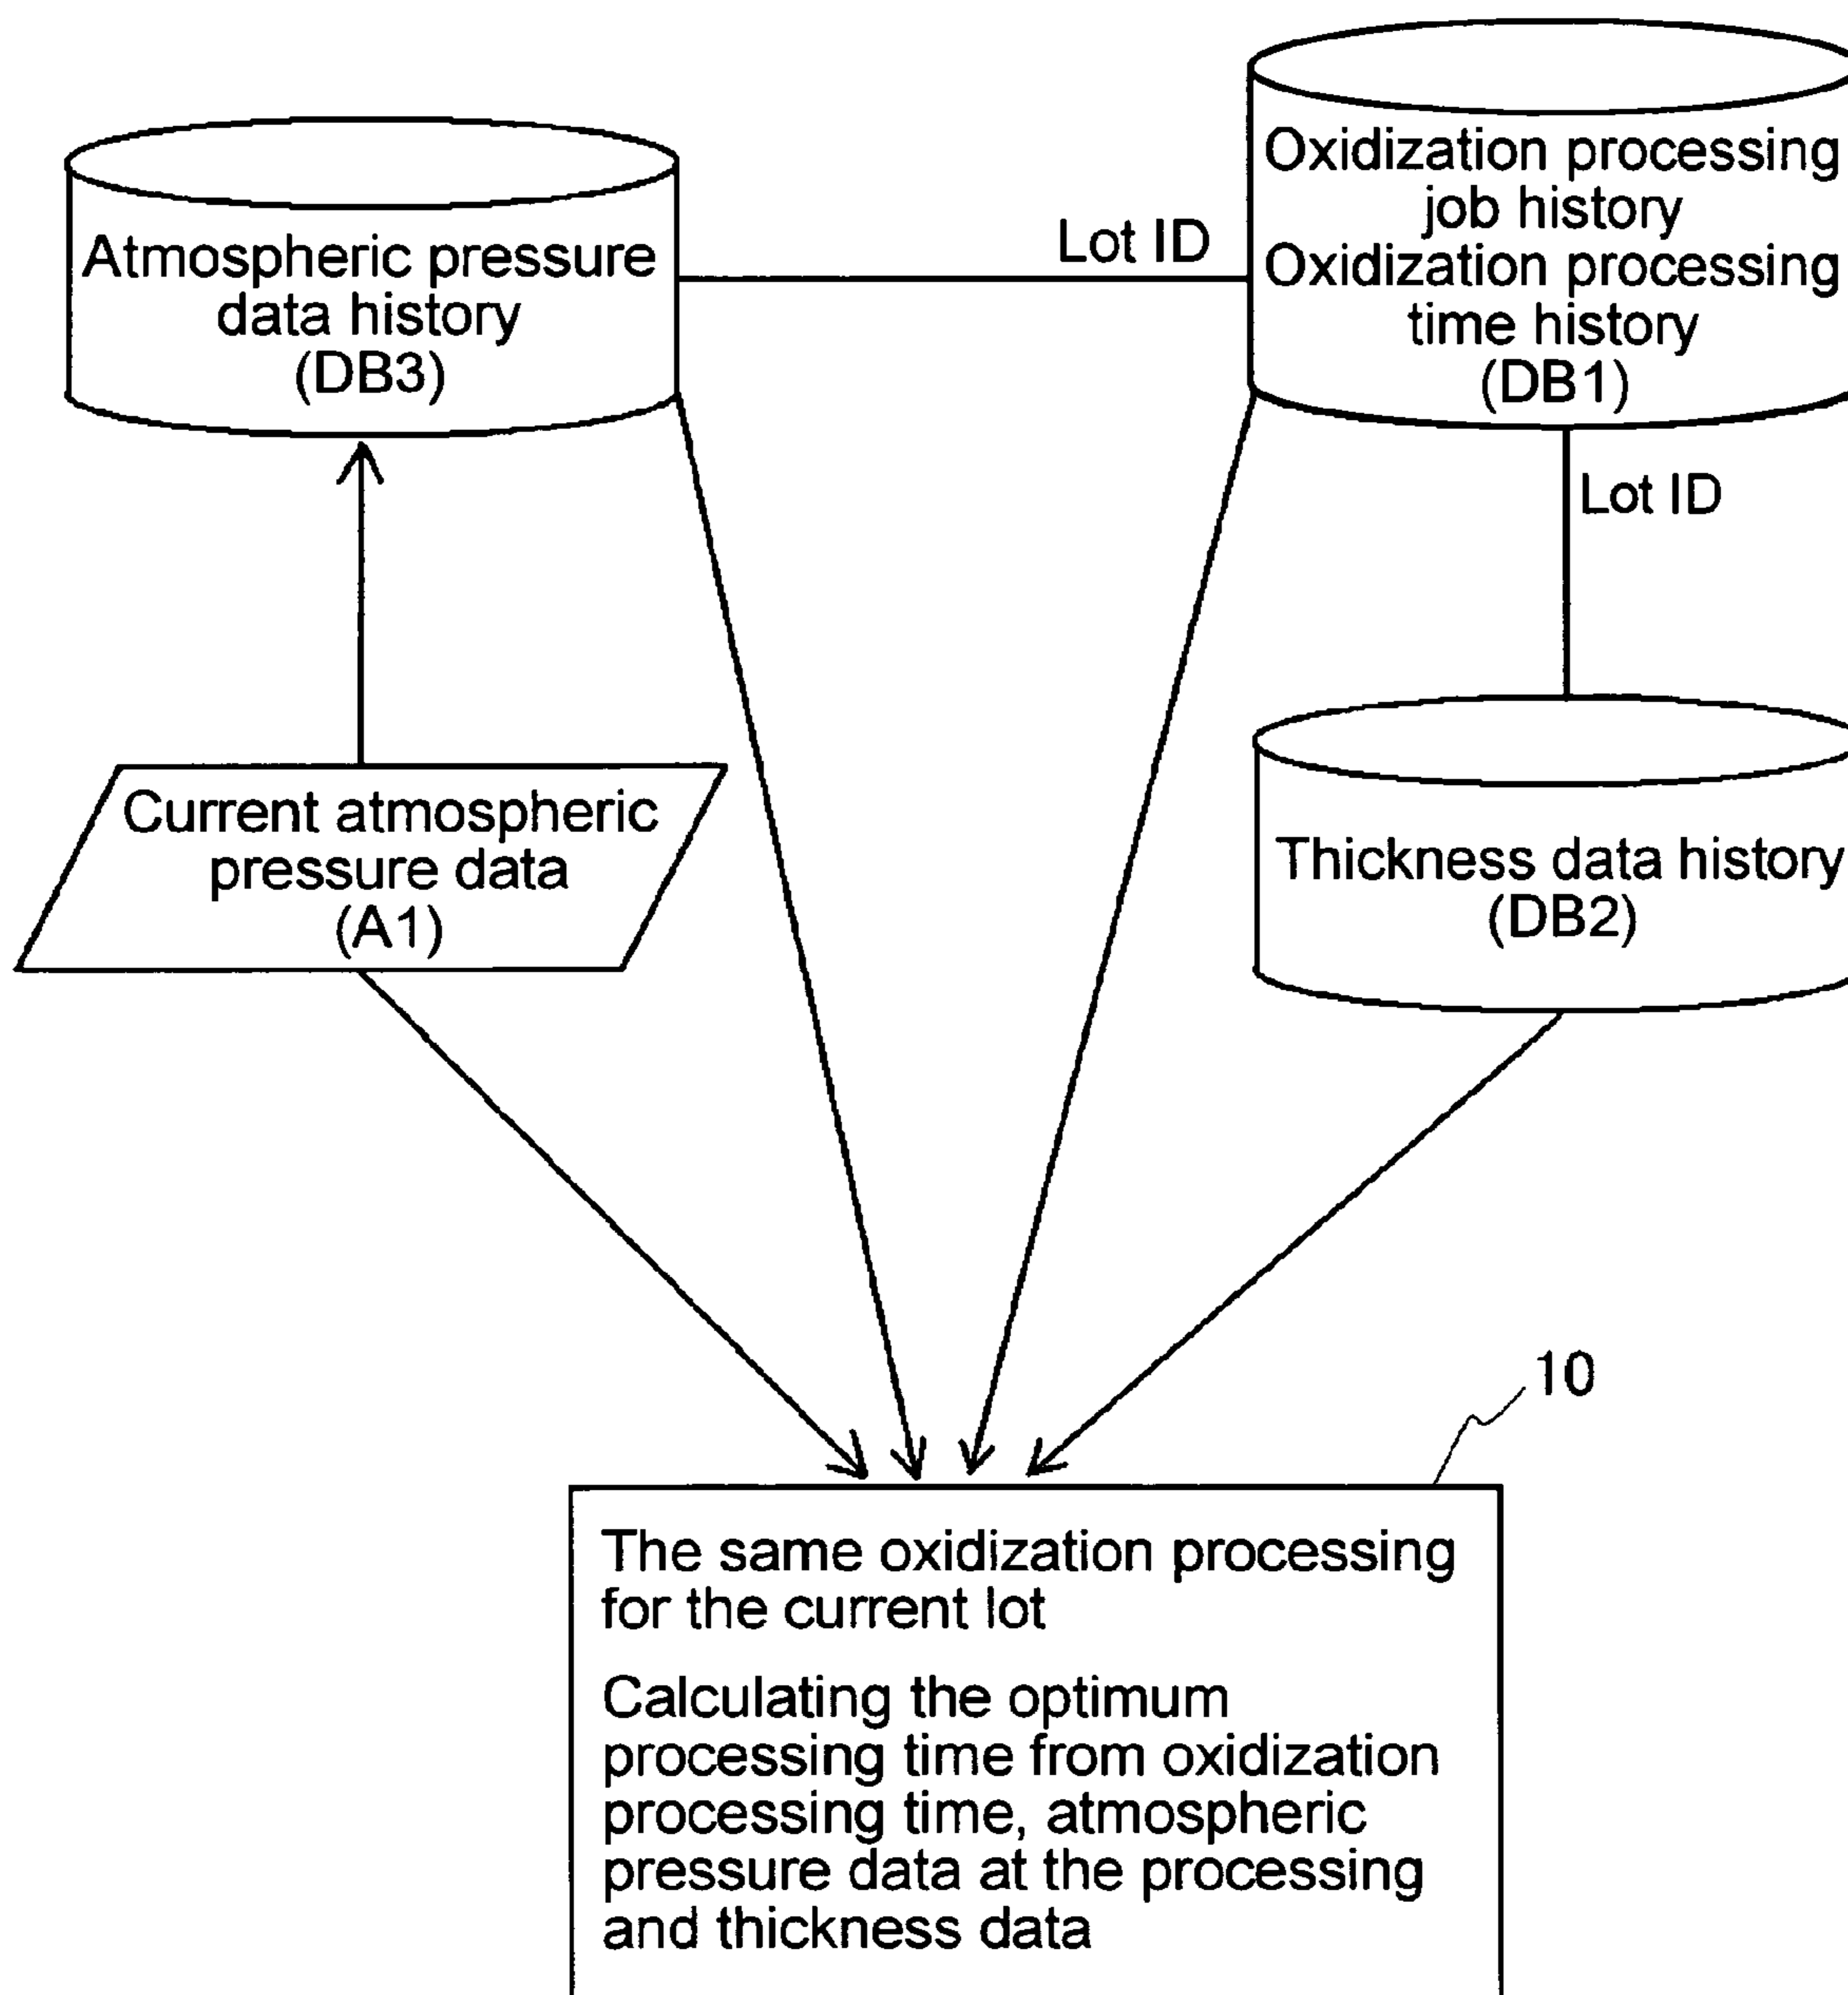 Oxidization processing
job history
Oxidization processing
time history
(DB1)
Atmospheric pressure
data history
(DB3)
Lot ID
Lot ID
Current atmospheric
pressure data
(A1)
Thickness data history
(DB2)
10
The same oxidization processing
for the current lot
Calculating the optimum
processing time from oxidization
processing time, atmospheric
pressure data at the processing
and thickness data